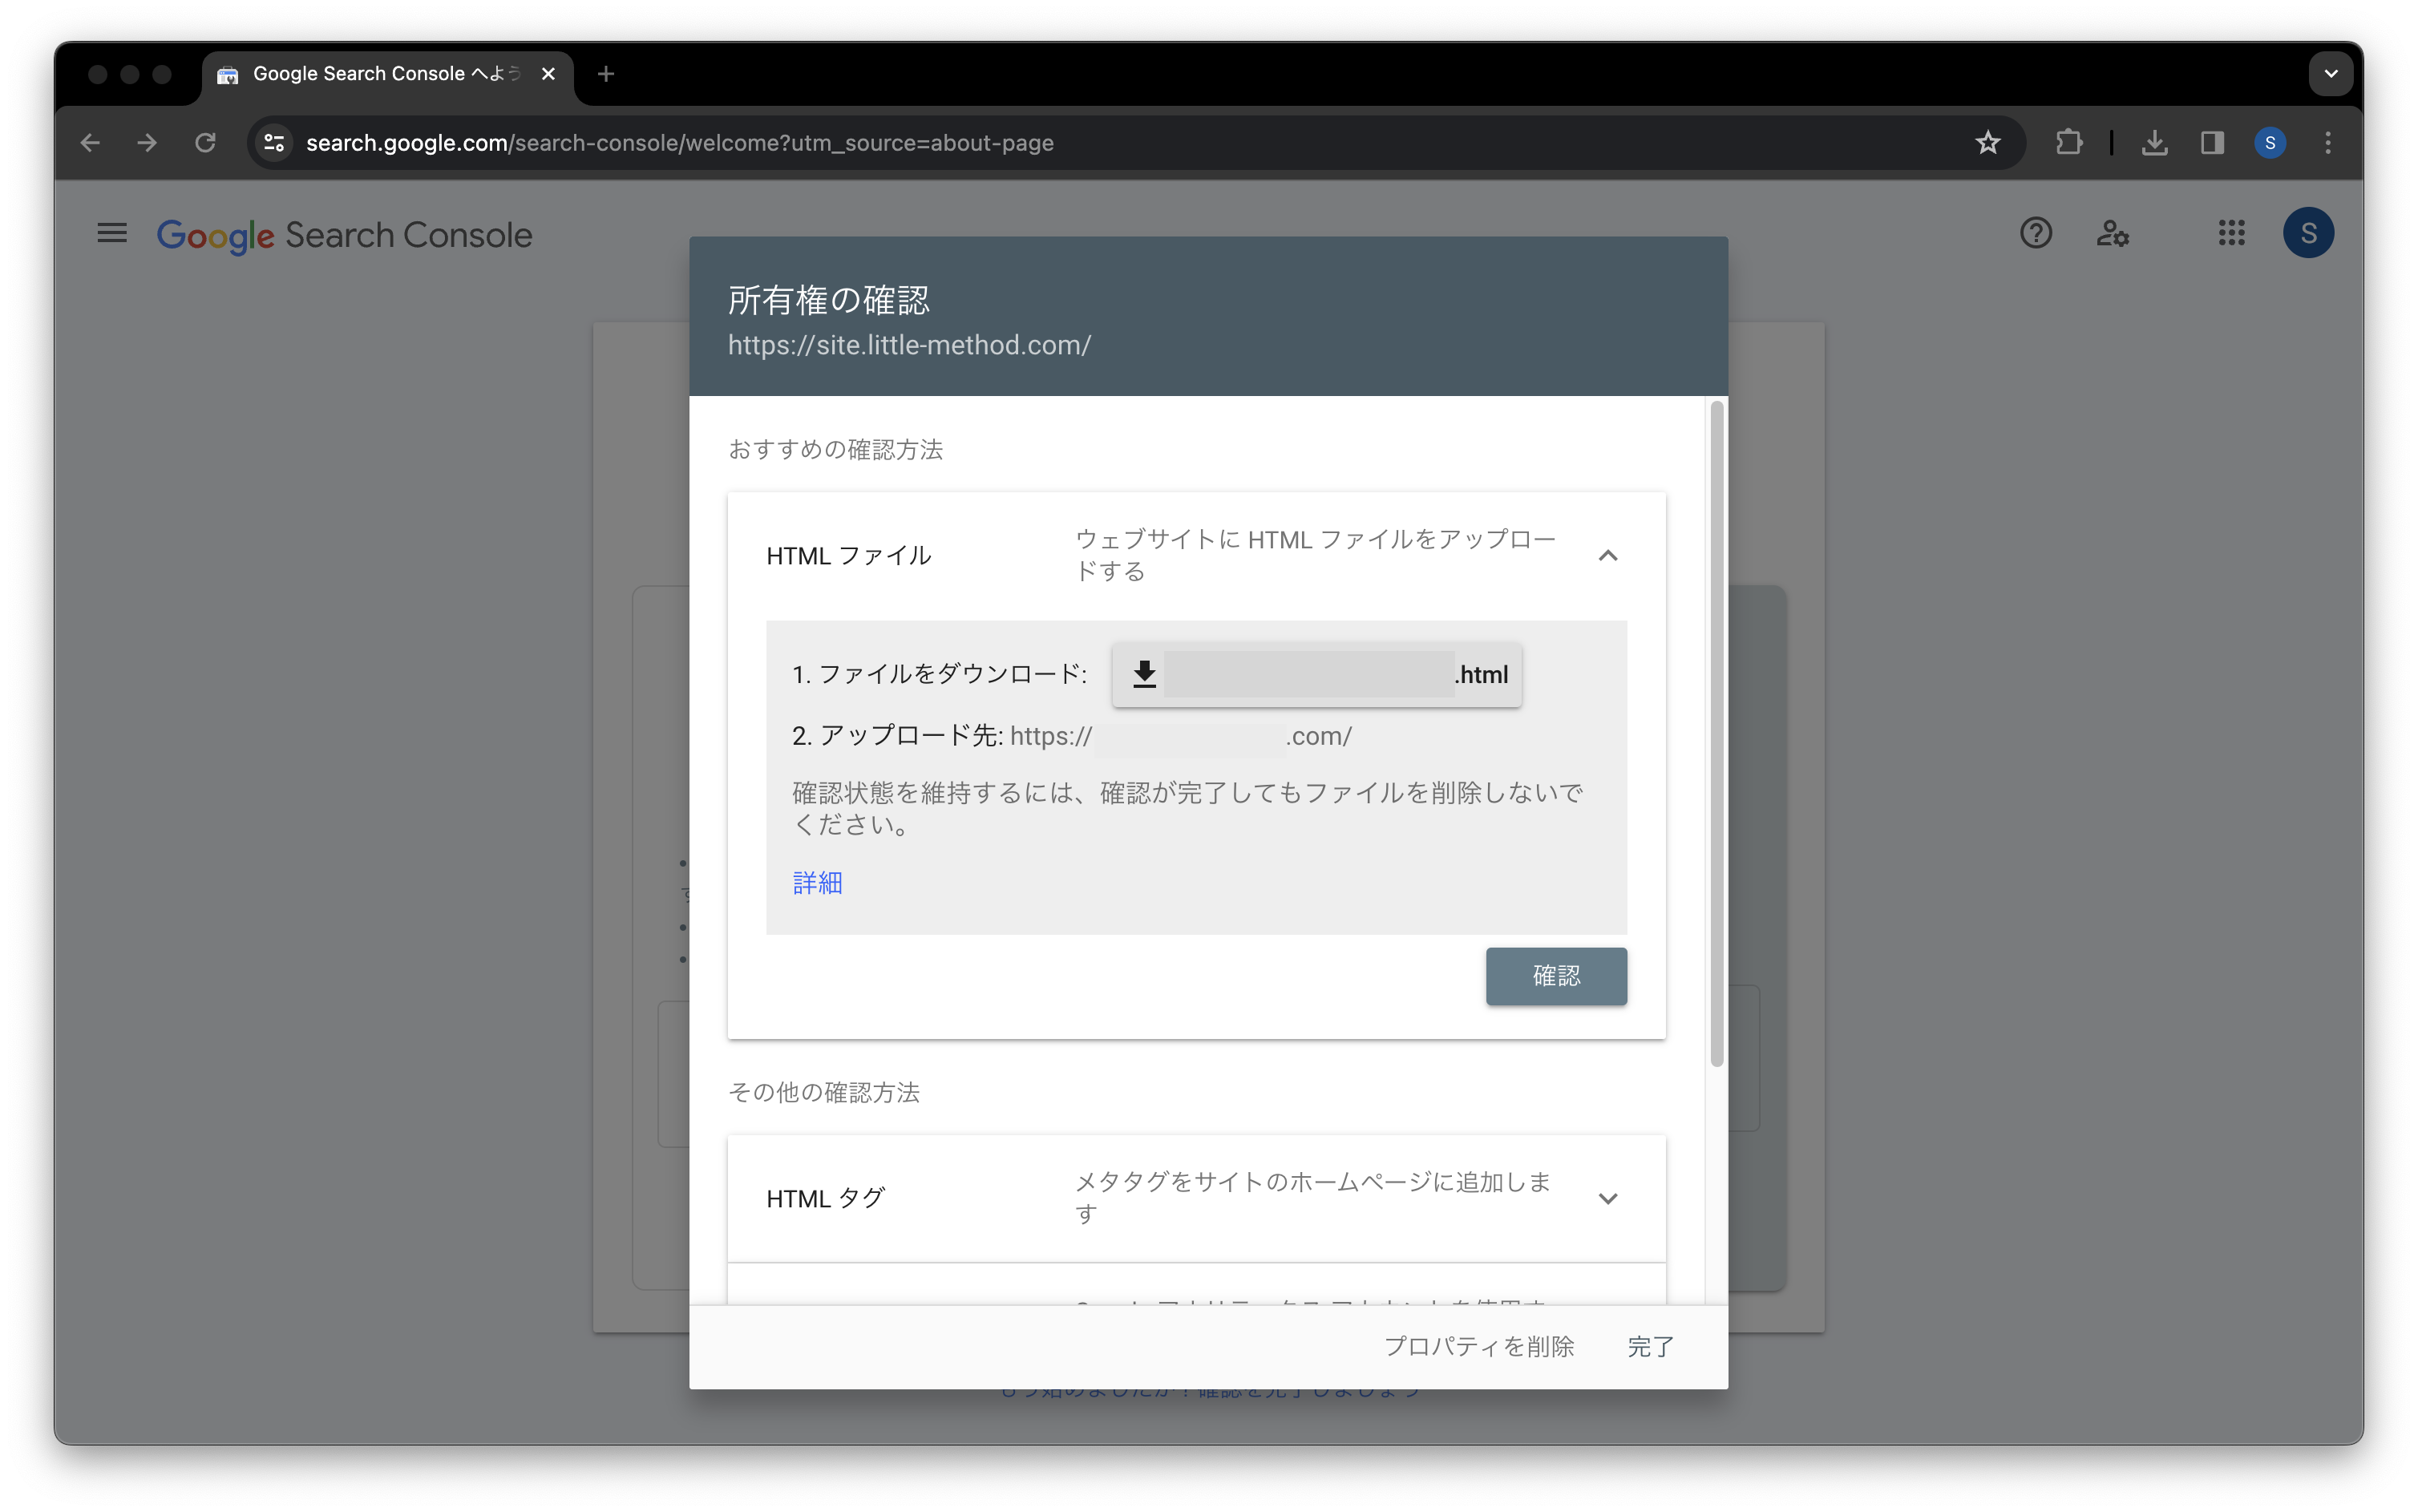 Google Search Console へよう
search.google.com/search-console/welcome?utm_source=about-page
S
Google Search Console
S
所有権の確認
https://site.little-method.com/
おすすめの確認方法
HTML ファイル
ウェブサイトに HTML ファイルをアップロー
ドする
1. ファイルをダウンロード:
.html
2. アップロード先: https:// .com/
確認状態を維持するには、確認が完了してもファイルを削除しないで
ください。
詳細
確認
その他の確認方法
HTML タグ
メタタグをサイトのホームページに追加しま
す
プロパティを削除
完了